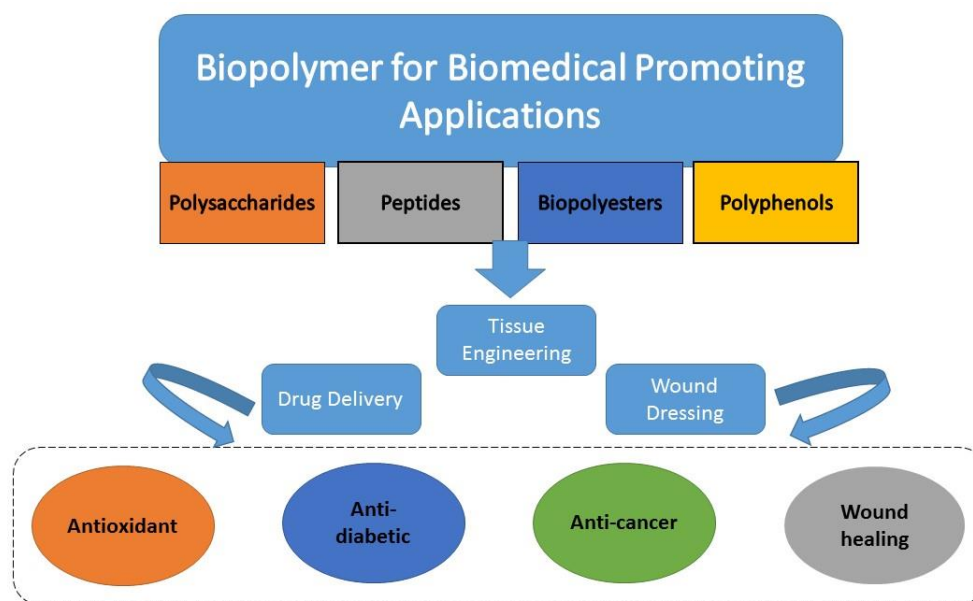 Biopolymer for Biomedical Promoting
Applications
Polysaccharides
Peptides
Biopolyesters
Polyphenols
Tissue
Engineering
Drug Delivery
Wound
Dressing
Antioxidant
Anti-
diabetic
Anti-cancer
Wound
healing